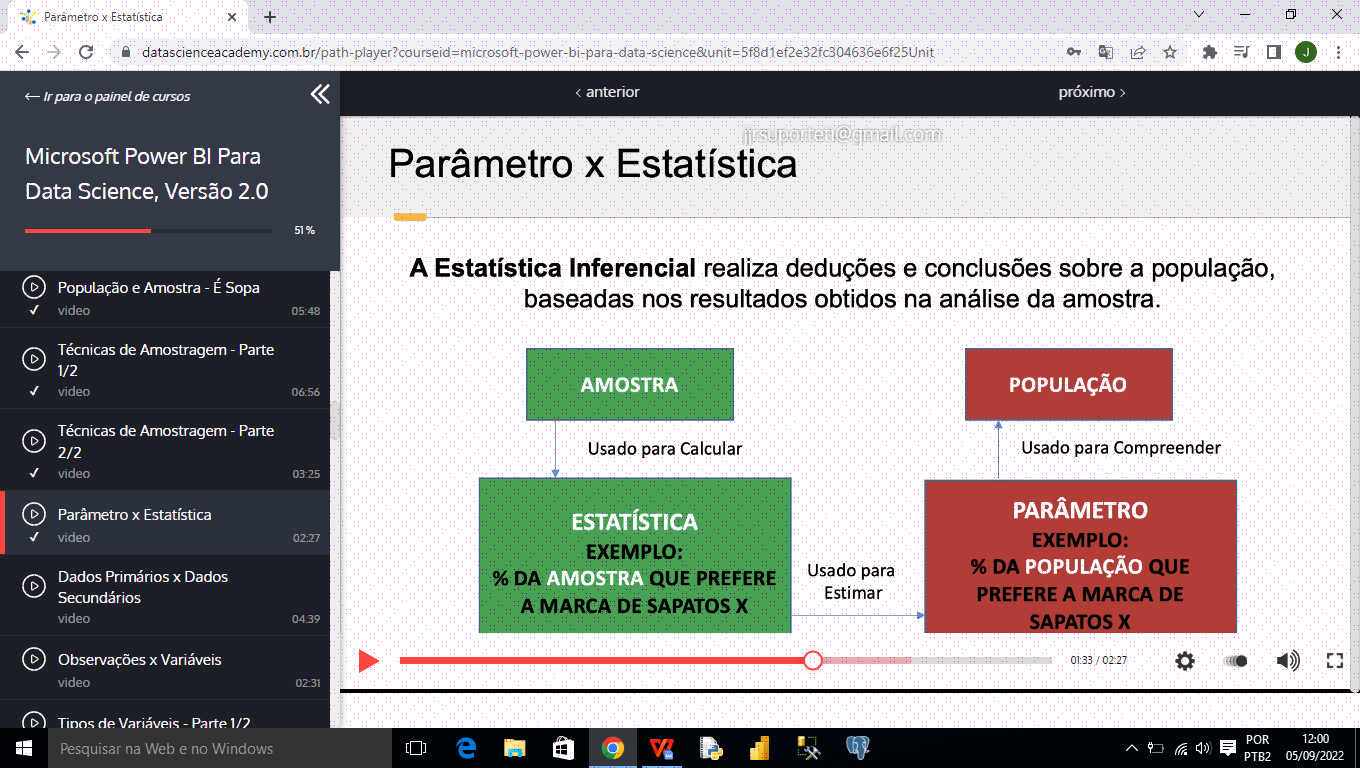 Parâmetro x Estatística
datascienceacademy.com.br/path-player?courseid=microsoft-power-bi-para-data-science&unit=5f8d1ef2e32fc304636e6f25Unit
J
← Ir para o painel de cursos
‹ anterior
próximo ›
Microsoft Power BI Para
Data Science, Versão 2.0
51 %
População e Amostra - É Sopa
video
05:48
Técnicas de Amostragem - Parte
1/2
video
06:56
Técnicas de Amostragem - Parte
2/2
video
03:25
Parâmetro x Estatística
video
02:27
Dados Primários x Dados
Secundários
video
04:39
Observações x Variáveis
video
02:31
Tipos de Variáveis - Parte 1/2
jjrsuporteri@gmail.com
Parâmetro x Estatística
A Estatística Inferencial realiza deduções e conclusões sobre a população,
baseadas nos resultados obtidos na análise da amostra.
AMOSTRA
Usado para Calcular
ESTATÍSTICA
EXEMPLO:
% DA AMOSTRA QUE PREFERE
A MARCA DE SAPATOS X
Usado para
Estimar
POPULAÇÃO
Usado para Compreender
PARÂMETRO
EXEMPLO:
% DA POPULAÇÃO QUE
PREFERE A MARCA DE
SAPATOS X
01:33 / 02:27
Pesquisar na Web e no Windows
POR
PTB2
12:00
05/09/2022